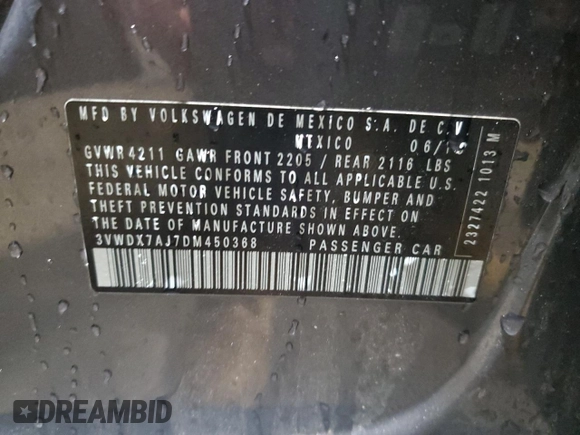 MFD BY VOLKSWAGEN DE MEXICO S.A. DE C.V.
MEXICO
GVWR 4211 GAWR FRONT 2205 / REAR 2116 LBS
THIS VEHICLE CONFORMS TO ALL APPLICABLE U.S.
FEDERAL MOTOR VEHICLE SAFETY, BUMPER AND
THEFT PREVENTION STANDARDS IN EFFECT ON
THE DATE OF MANUFACTURE SHOWN ABOVE.
3VWDX7AJ7DM450368 PASSENGER CAR
2327422 1013 M
DREAMBID